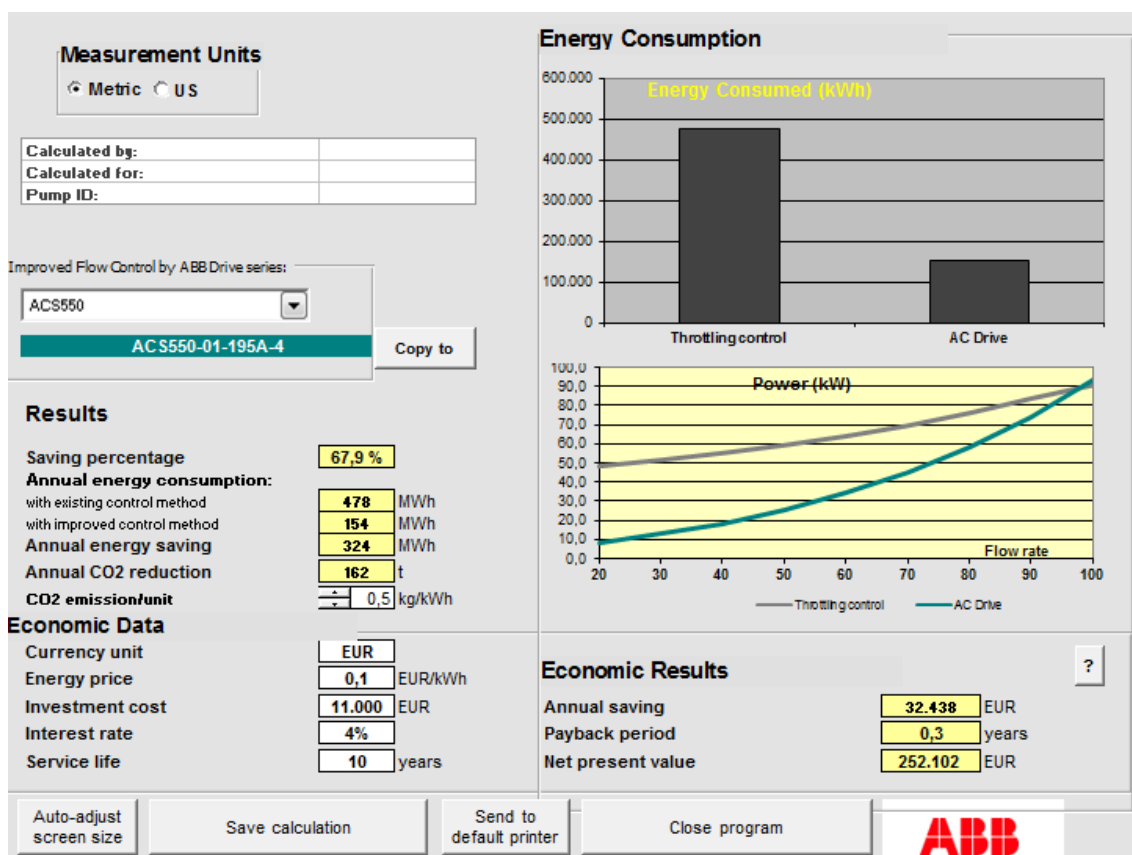 Measurement Units
Metric US
Calculated by:
Calculated for:
Pump ID:
Improved Flow Control by ABB Drive series:
ACS550
ACS550-01-195A-4
Copy to
Results
Saving percentage 67,9 %
Annual energy consumption:
with existing control method 478 MWh
with improved control method 154 MWh
Annual energy saving 324 MWh
Annual CO2 reduction 162 t
CO2 emission/unit 0,5 kg/kWh
Economic Data
Currency unit EUR
Energy price 0,1 EUR/kWh
Investment cost 11.000 EUR
Interest rate 4%
Service life 10 years
Energy Consumption
Energy Consumed (kWh)
600.000
500.000
400.000
300.000
200.000
100.000
0
Throttling control AC Drive
Power (kW)
100,0
90,0
80,0
70,0
60,0
50,0
40,0
30,0
20,0
10,0
0,0
Flow rate
20 30 40 50 60 70 80 90 100
Throttling control AC Drive
Economic Results
?
Annual saving 32.438 EUR
Payback period 0,3 years
Net present value 252.102 EUR
Auto-adjust
screen size
Save calculation
Send to
default printer
Close program
ABB